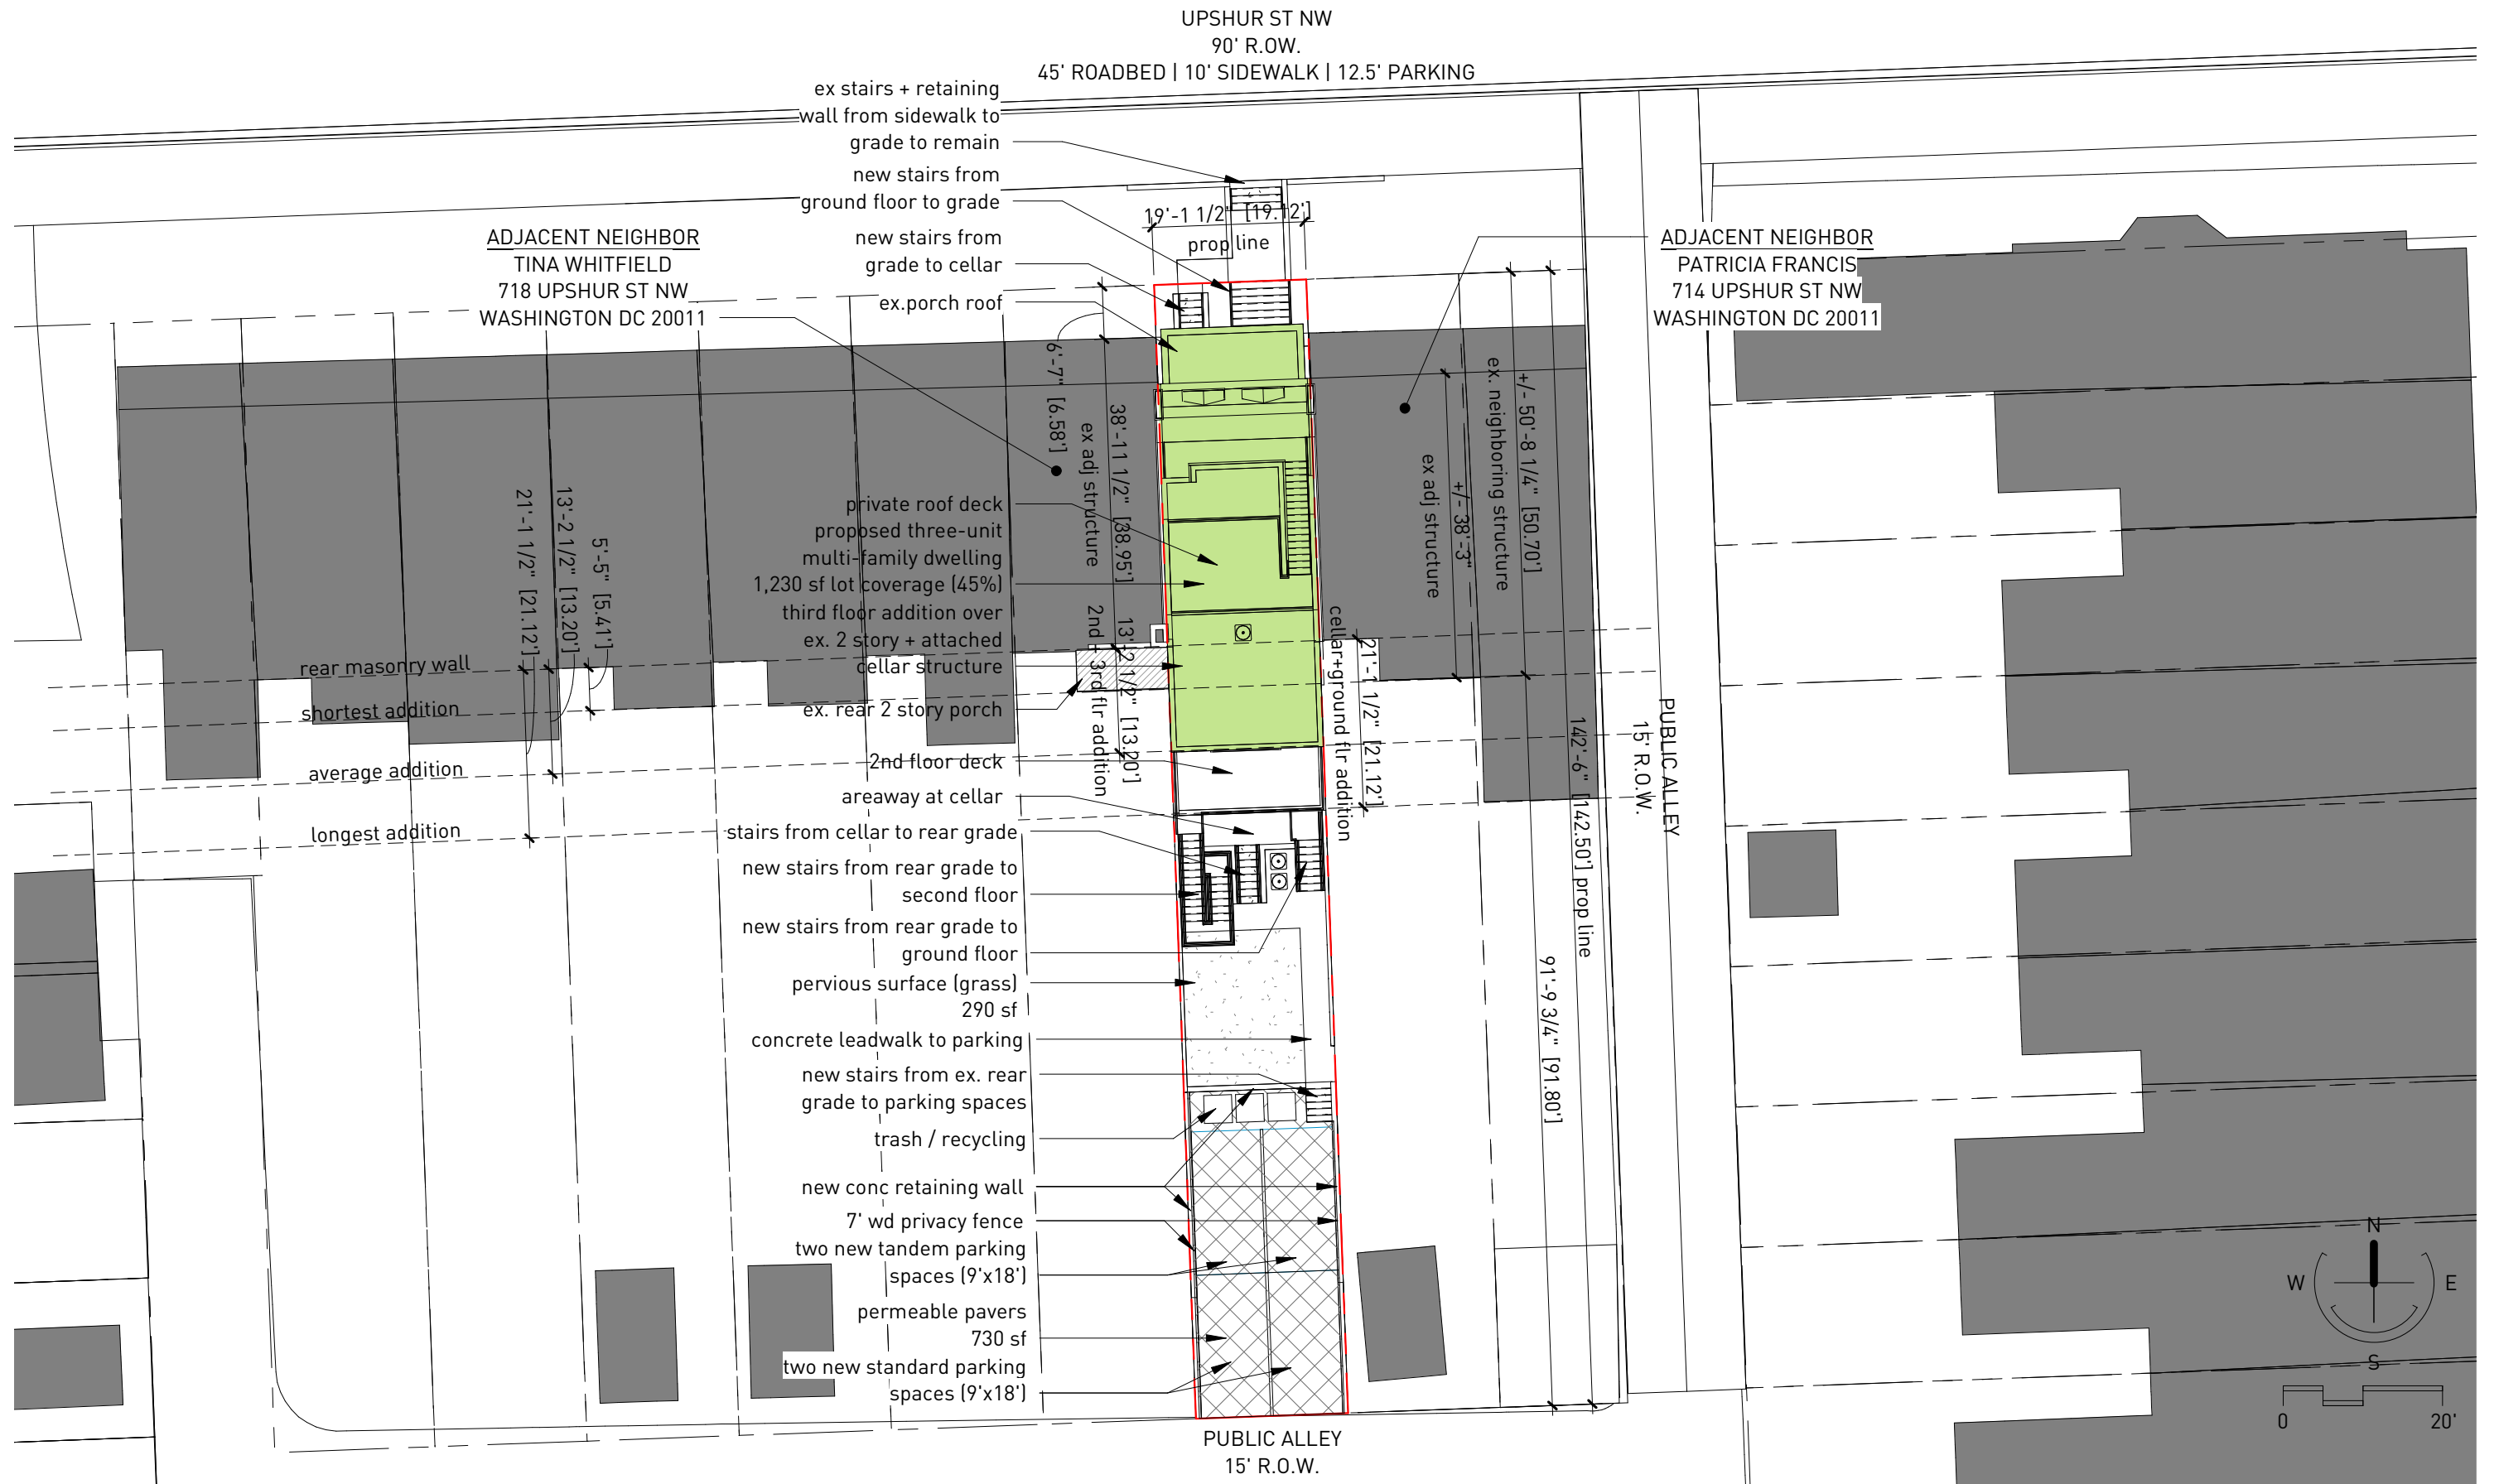 UPSHUR ST NW
90' R.OW.
45' ROADBED | 10' SIDEWALK | 12.5' PARKING
ex stairs + retaining
wall from sidewalk to
grade to remain
new stairs from
ground floor to grade
19'-1 1/2" [19.12']
prop line
new stairs from
grade to cellar
ex.porch roof
ADJACENT NEIGHBOR
TINA WHITFIELD
718 UPSHUR ST NW
WASHINGTON DC 20011
ADJACENT NEIGHBOR
PATRICIA FRANCIS
714 UPSHUR ST NW
WASHINGTON DC 20011
6'-7" [6.58']
38'-11 1/2" [38.95']
ex adj structure
+/- 50'-8 1/4" [50.70']
ex. neighboring structure
+/- 38'-3"
ex adj structure
21'-1 1/2" [21.12']
13'-2 1/2" [13.20']
5'-5" [5.41']
private roof deck
proposed three-unit
multi-family dwelling
1,230 sf lot coverage (45%)
third floor addition over
ex. 2 story + attached
cellar structure
ex. rear 2 story porch
13'-2 1/2" [13.20']
2nd + 3rd flr addition
cellar+ground flr addition
21'-1 1/2" [21.12']
rear masonry wall
shortest addition
average addition
longest addition
2nd floor deck
areaway at cellar
stairs from cellar to rear grade
new stairs from rear grade to
second floor
new stairs from rear grade to
ground floor
pervious surface (grass)
290 sf
concrete leadwalk to parking
new stairs from ex. rear
grade to parking spaces
trash / recycling
new conc retaining wall
7' wd privacy fence
two new tandem parking
spaces (9'x18')
permeable pavers
730 sf
two new standard parking
spaces (9'x18')
142'-6" [142.50'] prop line
91'-9 3/4" [91.80']
PUBLIC ALLEY
15' R.O.W.
PUBLIC ALLEY
15' R.O.W.
N
W
E
S
0
20'